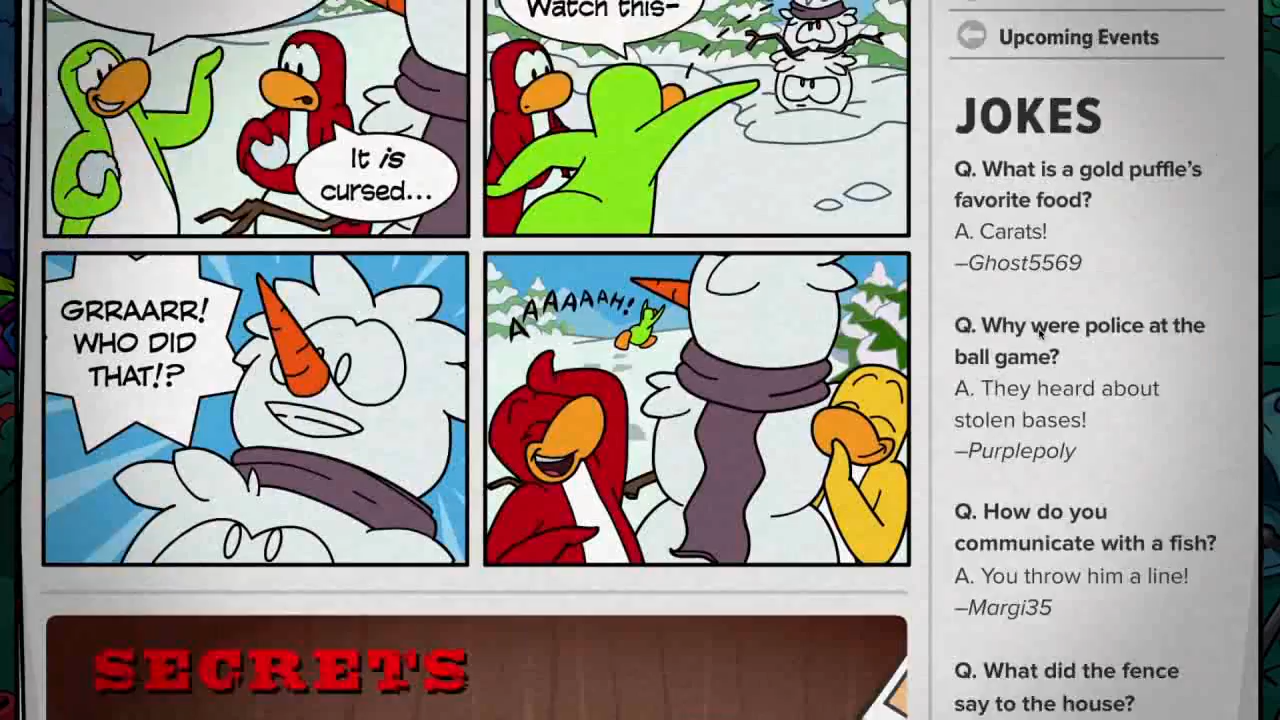 Watch this-
It is
cursed...
GRRAARR!
WHO DID
THAT!?
AAAAAAH!
SECRETS
Upcoming Events
JOKES
Q. What is a gold puffle's
favorite food?
A. Carats!
–Ghost5569
Q. Why were police at the
ball game?
A. They heard about
stolen bases!
–Purplepoly
Q. How do you
communicate with a fish?
A. You throw him a line!
–Margi35
Q. What did the fence
say to the house?